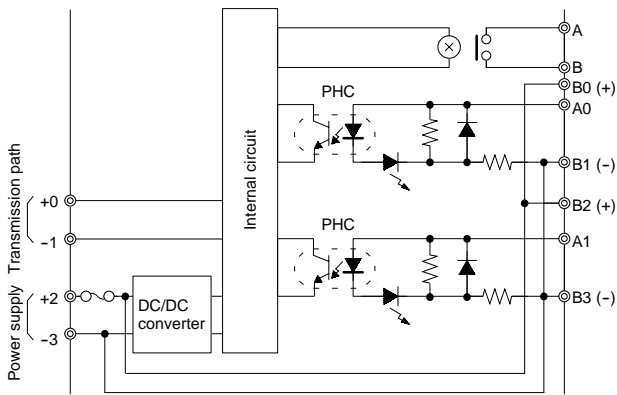 A
B
B0 (+)
PHC
A0
Internal circuit
B1 (−)
Transmission path
+0
B2 (+)
PHC
−1
A1
Power supply
+2
DC/DC
converter
B3 (−)
−3